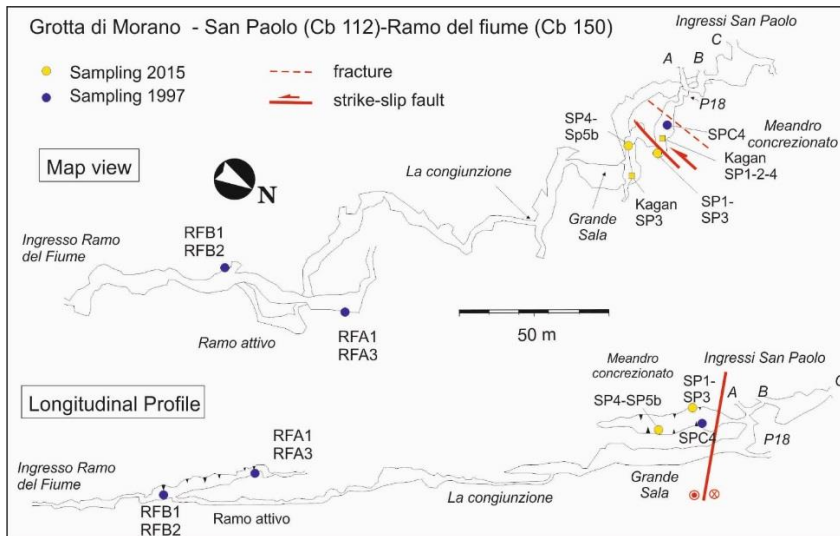 Grotta di Morano - San Paolo (Cb 112)-Ramo del fiume (Cb 150)
Sampling 2015
Sampling 1997
fracture
strike-slip fault
Ingressi San Paolo
A
B
C
P18
SP4-
Sp5b
SPC4
Meandro
concrezionato
Kagan
SP1-2-4
SP1-
SP3
Kagan
SP3
Grande
Sala
La congiunzione
Map view
N
Ingresso Ramo
del Fiume
RFB1
RFB2
Ramo attivo
RFA1
RFA3
50 m
Longitudinal Profile
Meandro
concrezionato
SP1-
SP3
Ingressi San Paolo
A
B
C
SP4-SP5b
SPC4
P18
Grande
Sala
La congiunzione
RFA1
RFA3
Ingresso Ramo
del Fiume
RFB1
RFB2
Ramo attivo